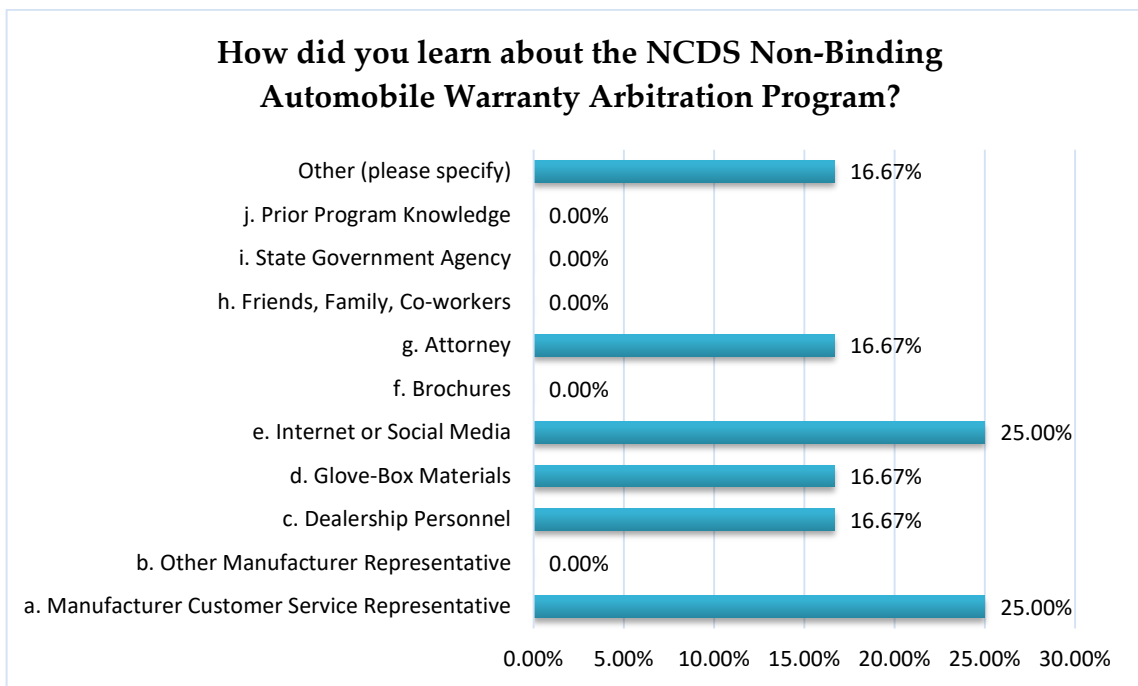 How did you learn about the NCDS Non-Binding
Automobile Warranty Arbitration Program?
Other (please specify) 16.67%
j. Prior Program Knowledge 0.00%
i. State Government Agency 0.00%
h. Friends, Family, Co-workers 0.00%
g. Attorney 16.67%
f. Brochures 0.00%
e. Internet or Social Media 25.00%
d. Glove-Box Materials 16.67%
c. Dealership Personnel 16.67%
b. Other Manufacturer Representative 0.00%
a. Manufacturer Customer Service Representative 25.00%
0.00% 5.00% 10.00% 15.00% 20.00% 25.00% 30.00%